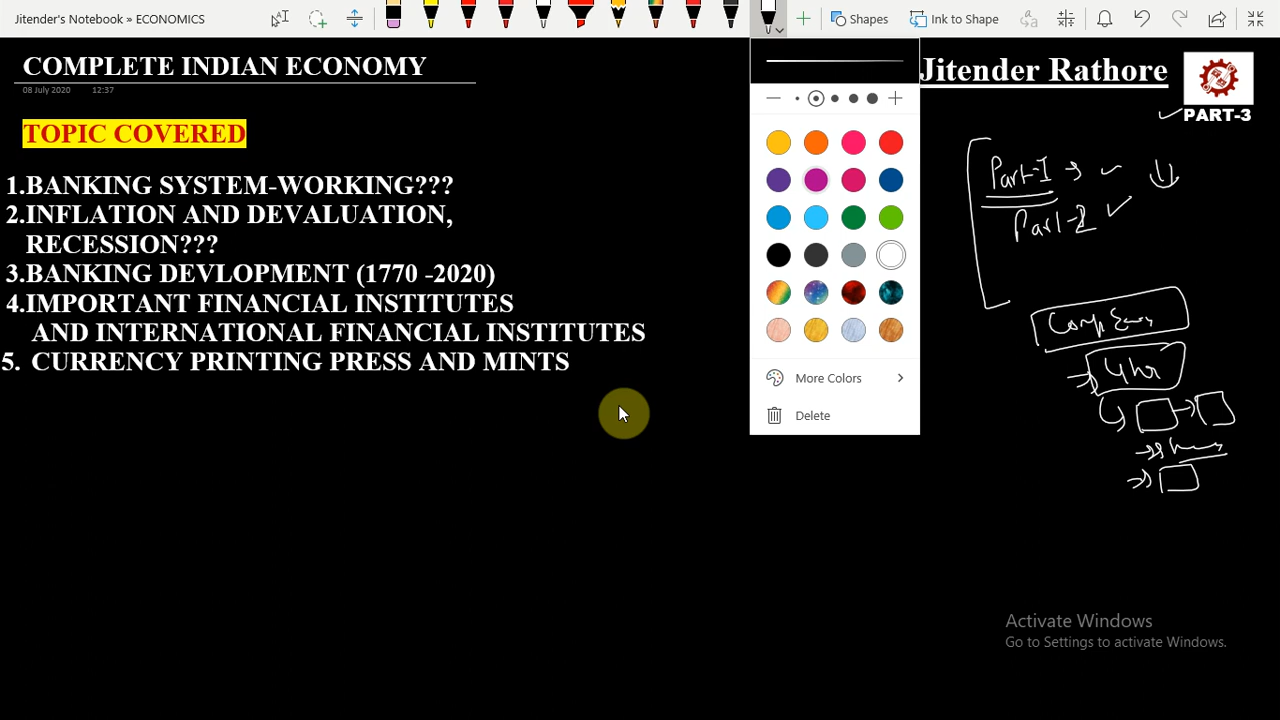 Jitender's Notebook » ECONOMICS
Shapes
Ink to Shape
COMPLETE INDIAN ECONOMY
08 July 2020 12:37
Jitender Rathore
PART-3
TOPIC COVERED
1.BANKING SYSTEM-WORKING???
2.INFLATION AND DEVALUATION,
RECESSION???
3.BANKING DEVLOPMENT (1770 -2020)
4.IMPORTANT FINANCIAL INSTITUTES
AND INTERNATIONAL FINANCIAL INSTITUTES
5. CURRENCY PRINTING PRESS AND MINTS
More Colors
Delete
Part-I
Part-2
4hr
Activate Windows
Go to Settings to activate Windows.